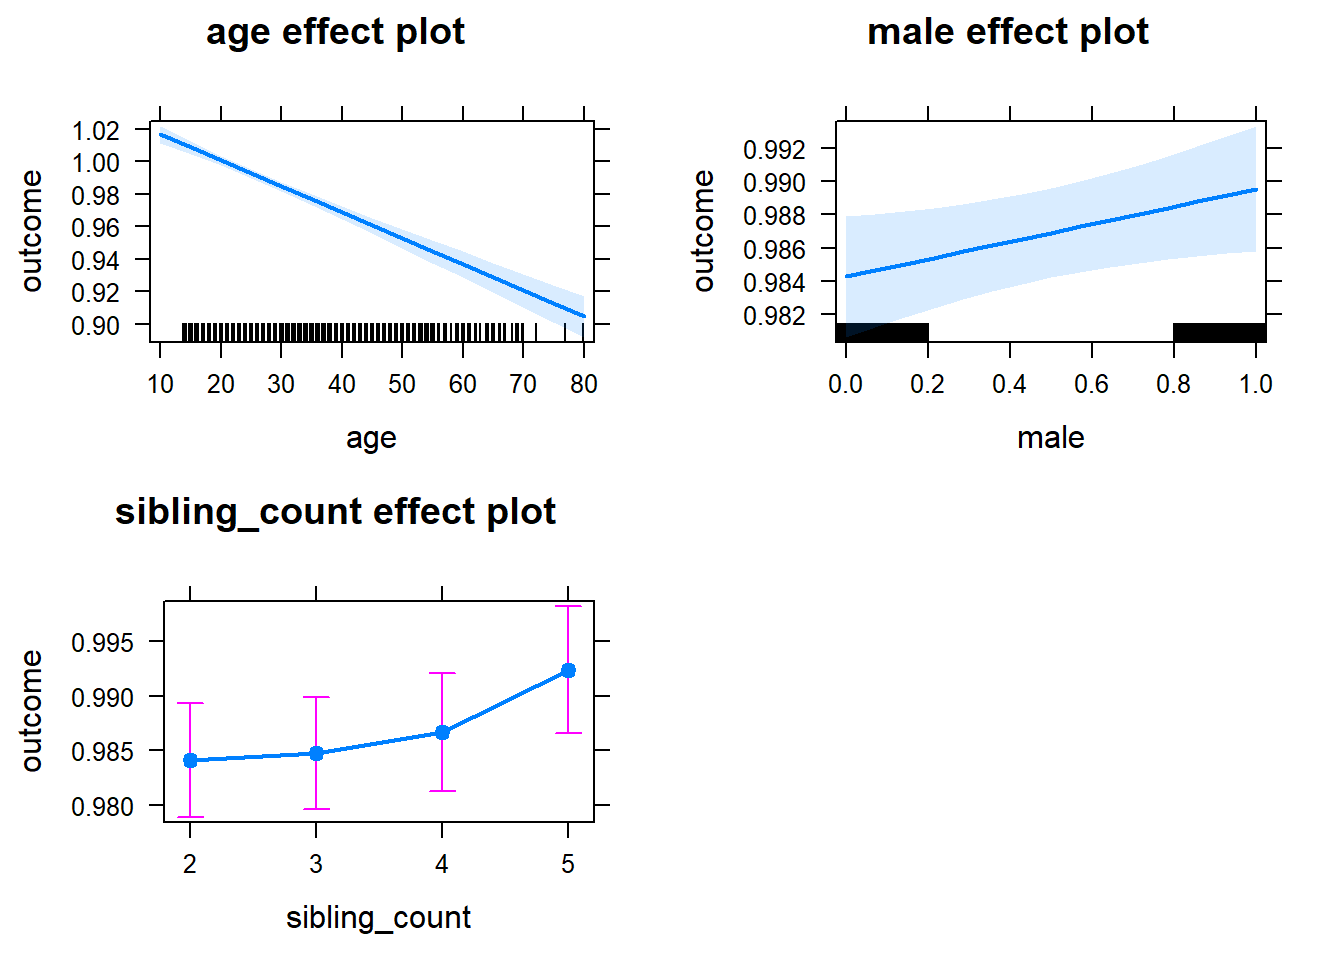 age effect plot
outcome
1.02
1.00
0.98
0.96
0.94
0.92
0.90
10 20 30 40 50 60 70 80
age
male effect plot
outcome
0.992
0.990
0.988
0.986
0.984
0.982
0.0 0.2 0.4 0.6 0.8 1.0
male
sibling_count effect plot
outcome
0.995
0.990
0.985
0.980
2 3 4 5
sibling_count